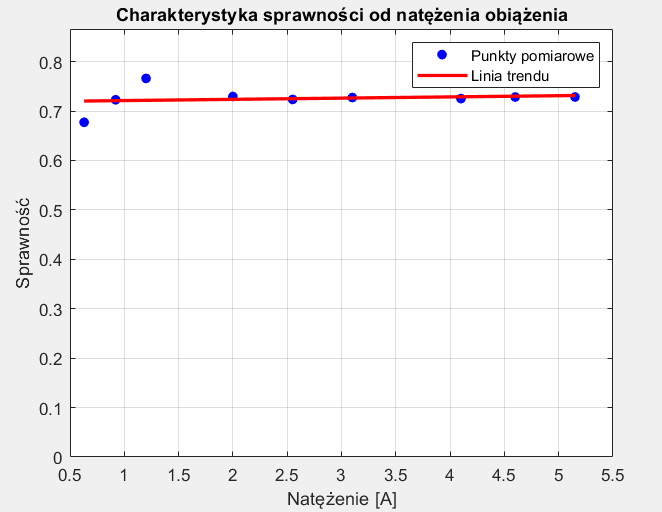 Charakterystyka sprawności od natężenia obiążenia
Punkty pomiarowe
Linia trendu
Sprawność
0.8
0.7
0.6
0.5
0.4
0.3
0.2
0.1
0
0.5 1 1.5 2 2.5 3 3.5 4 4.5 5 5.5
Natężenie [A]